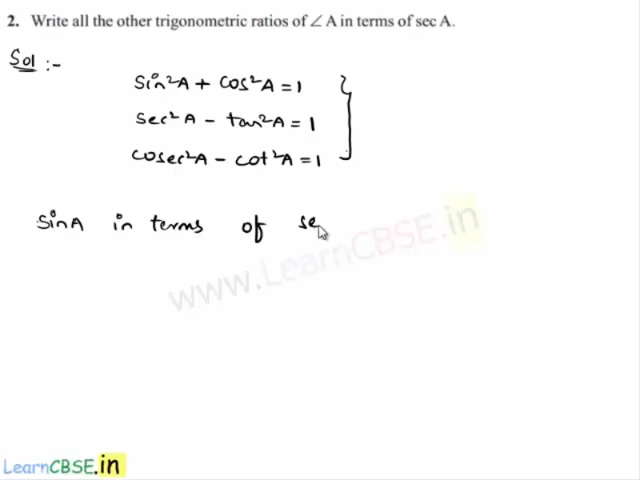 2. Write all the other trigonometric ratios of ∠ A in terms of sec A.
Sol :-
sin²A + cos²A = 1
sec²A - tan²A = 1
cosec²A - cot²A = 1
sinA in terms of se
www.LearnCBSE.in
LearnCBSE.in